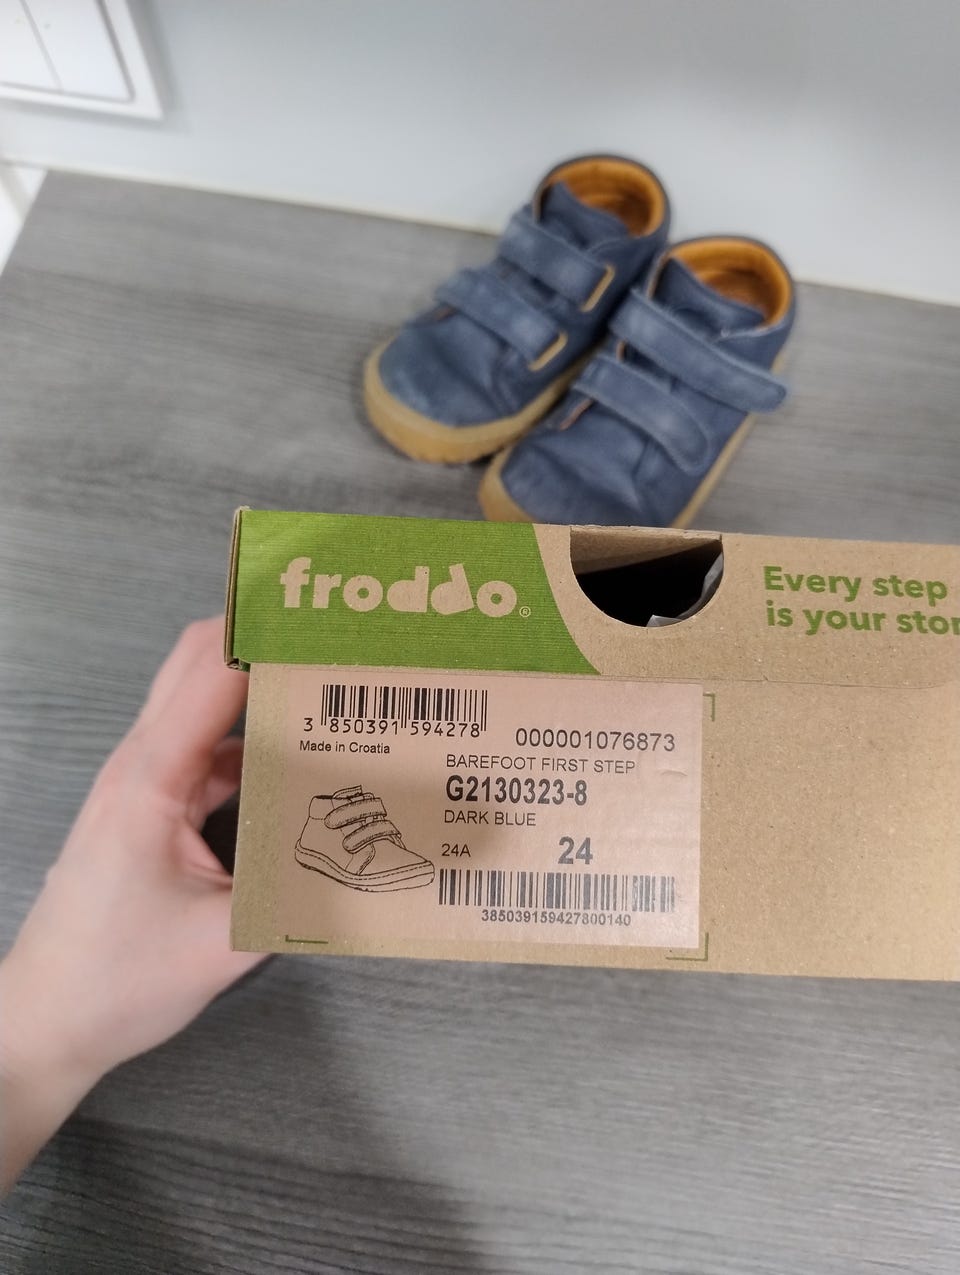 froddo®
Every step
is your stor
3 850391 594278
Made in Croatia
000001076873
BAREFOOT FIRST STEP
G2130323-8
DARK BLUE
24A 24
385039159427800140